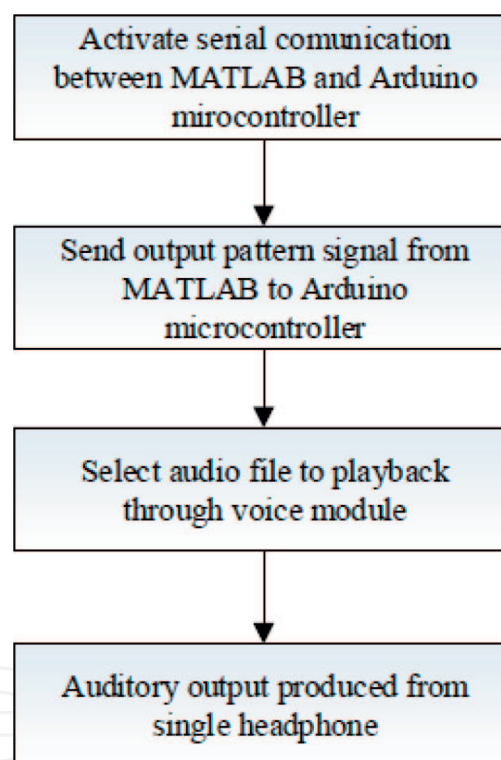 Activate serial comunication
between MATLAB and Arduino
mirocontroller
Send output pattern signal from
MATLAB to Arduino
microcontroller
Select audio file to playback
through voice module
Auditory output produced from
single headphone